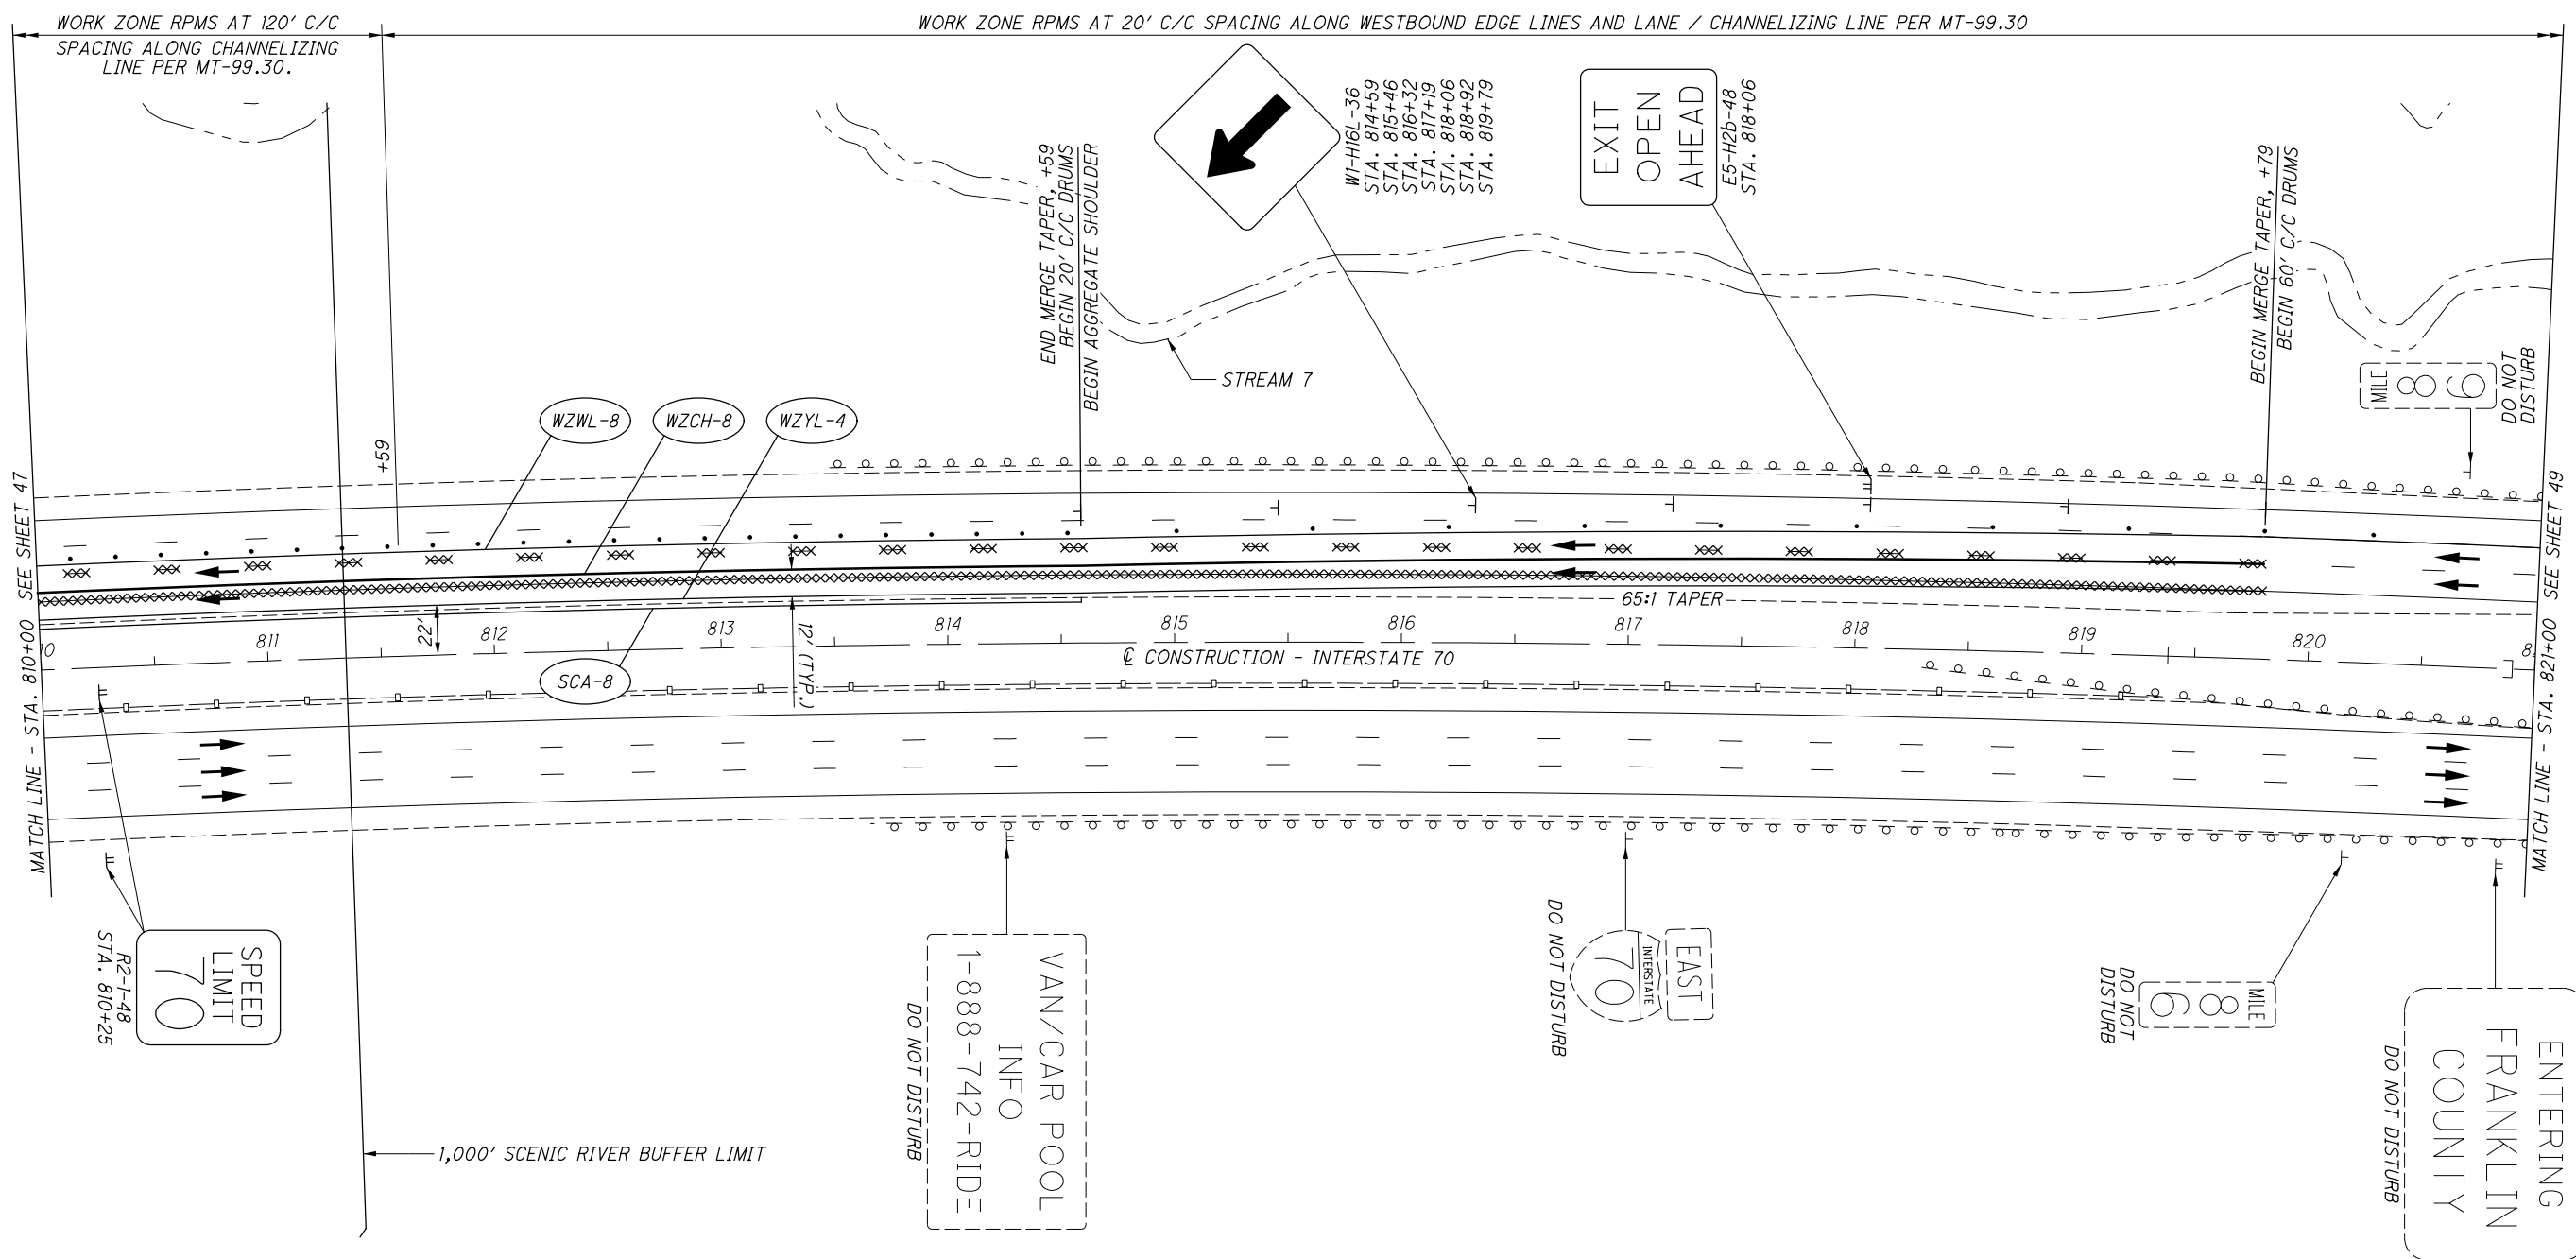 WORK ZONE RPMS AT 120' C/C
SPACING ALONG CHANNELIZING
LINE PER MT-99.30.
WORK ZONE RPMS AT 20' C/C SPACING ALONG WESTBOUND EDGE LINES AND LANE / CHANNELIZING LINE PER MT-99.30
W1-H16L-36
STA. 814+59
STA. 815+46
STA. 816+32
STA. 817+19
STA. 818+06
STA. 818+92
STA. 819+79
EXIT
OPEN
AHEAD
E5-H2b-48
STA. 818+06
END MERGE TAPER, +59
BEGIN 20' C/C DRUMS
BEGIN AGGREGATE SHOULDER
BEGIN MERGE TAPER, +79
BEGIN 60' C/C DRUMS
STREAM 7
MILE
89
DO NOT
DISTURB
+59
WZWL-8
WZCH-8
WZYL-4
MATCH LINE - STA. 810+00 SEE SHEET 47
MATCH LINE - STA. 821+00 SEE SHEET 49
65:1 TAPER
22'
12' (TYP.)
10
811
812
813
814
815
816
817
818
819
820
8
℄ CONSTRUCTION - INTERSTATE 70
SCA-8
SPEED
LIMIT
70
R2-1-48
STA. 810+25
1,000' SCENIC RIVER BUFFER LIMIT
VAN/CAR POOL
INFO
1-888-742-RIDE
DO NOT DISTURB
EAST
INTERSTATE
70
DO NOT DISTURB
MILE
89
DO NOT
DISTURB
ENTERING
FRANKLIN
COUNTY
DO NOT DISTURB